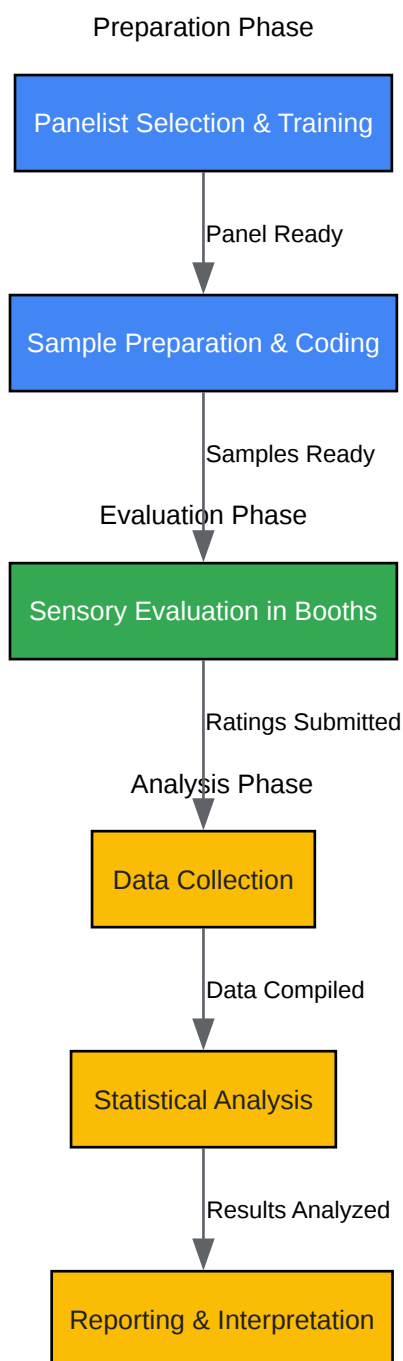 Preparation Phase
Panelist Selection & Training
Panel Ready
Sample Preparation & Coding
Samples Ready
Evaluation Phase
Sensory Evaluation in Booths
Ratings Submitted
Analysis Phase
Data Collection
Data Compiled
Statistical Analysis
Results Analyzed
Reporting & Interpretation